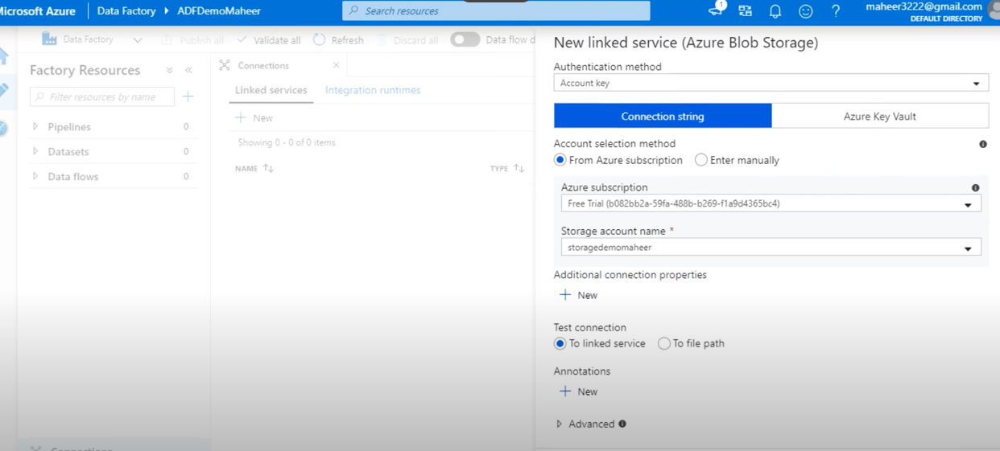 Microsoft Azure Data Factory ADFDemoMaheer Search resources 1 ? maheer3222@gmail.com
DEFAULT DIRECTORY
Data Factory Publish all Validate all Refresh Discard all Data flow d
Factory Resources
Filter resources by name
Pipelines 0
Datasets 0
Data flows 0
Connections
Connections
Linked services Integration runtimes
New
Showing 0 - 0 of 0 items
NAME TYPE
New linked service (Azure Blob Storage)
Authentication method
Account key
Connection string Azure Key Vault
Account selection method
From Azure subscription Enter manually
Azure subscription
Free Trial (b082bb2a-59fa-488b-b269-f1a9d4365bc4)
Storage account name *
storagedemomaheer
Additional connection properties
New
Test connection
To linked service To file path
Annotations
New
Advanced